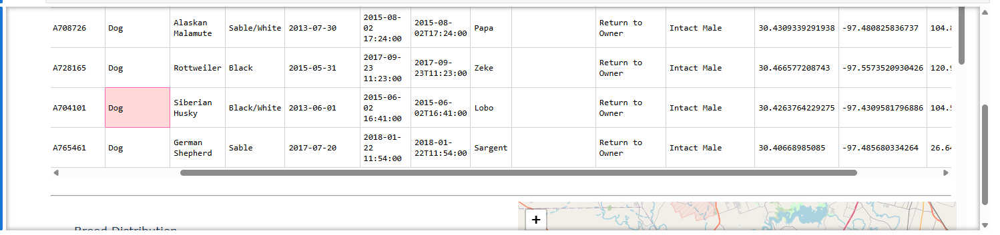 A708726 Dog Alaskan Malamute Sable/White 2013-07-30 2015-08-02 17:24:00 2015-08-02T17:24:00 Papa Return to Owner Intact Male 30.4309339291938 -97.480825836737 104.8
A728165 Dog Rottweiler Black 2015-05-31 2017-09-23 11:23:00 2017-09-23T11:23:00 Zeke Return to Owner Intact Male 30.466577208743 -97.5573520930426 120.9
A704101 Dog Siberian Husky Black/White 2013-06-01 2015-06-02 16:41:00 2015-06-02T16:41:00 Lobo Return to Owner Intact Male 30.4263764229275 -97.4309581796886 104.5
A765461 Dog German Shepherd Sable 2017-07-20 2018-01-22 11:54:00 2018-01-22T11:54:00 Sargent Return to Owner Intact Male 30.40668985085 -97.485680334264 26.64
+
Breed Distribution